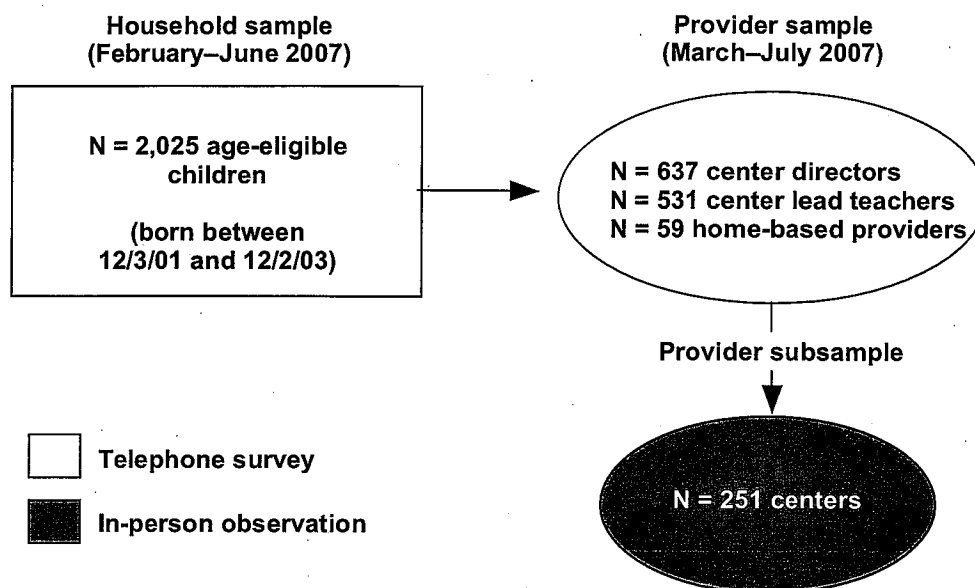 Household sample
(February–June 2007)
Provider sample
(March–July 2007)
N = 2,025 age-eligible
children
(born between
12/3/01 and 12/2/03)
N = 637 center directors
N = 531 center lead teachers
N = 59 home-based providers
Provider subsample
N = 251 centers
Telephone survey
In-person observation